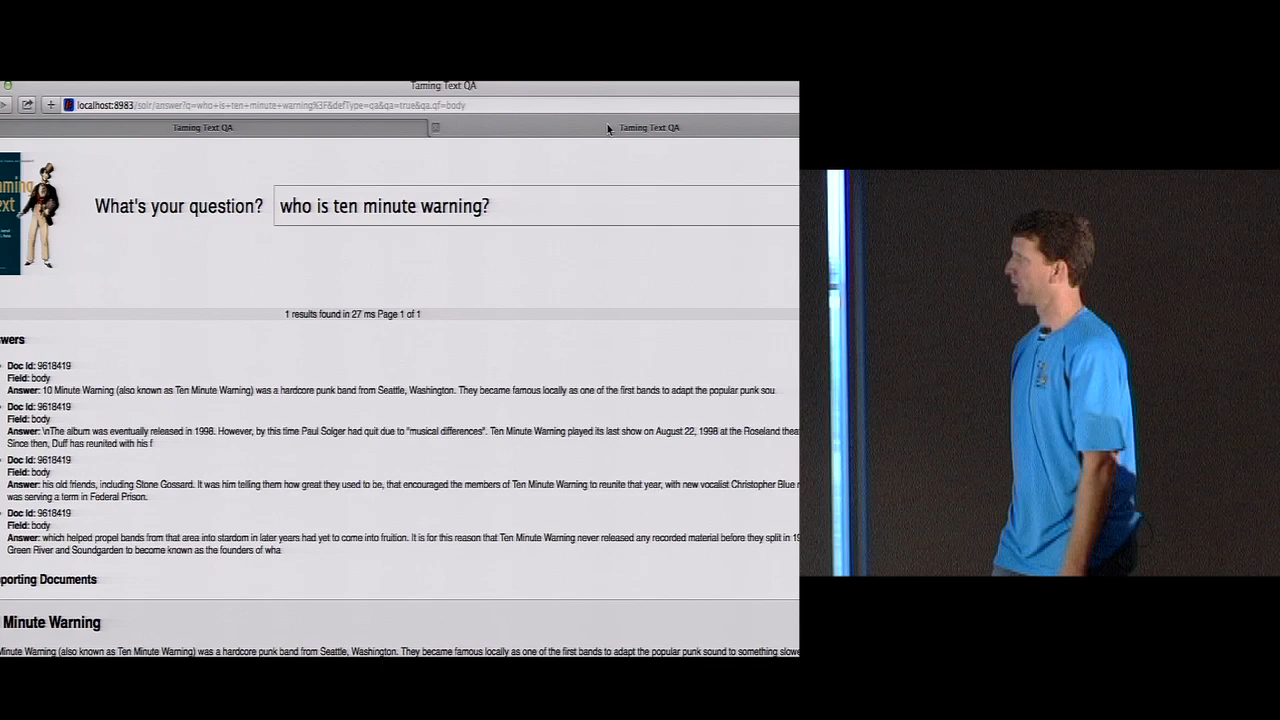 Taming Text QA
localhost:8983/solr/answer?q=who+is+ten+minute+warning%3F&defType=qa&qa=true&qa.qf=body
Taming Text QA
Taming Text QA
ming
ext
What's your question?
who is ten minute warning?
1 results found in 27 ms Page 1 of 1
wers
Doc Id: 9618419
Field: body
Answer: 10 Minute Warning (also known as Ten Minute Warning) was a hardcore punk band from Seattle, Washington. They became famous locally as one of the first bands to adapt the popular punk sou
Doc Id: 9618419
Field: body
Answer: \nThe album was eventually released in 1998. However, by this time Paul Solger had quit due to "musical differences". Ten Minute Warning played its last show on August 22, 1998 at the Roseland thea
Since then, Duff has reunited with his f
Doc Id: 9618419
Field: body
Answer: his old friends, including Stone Gossard. It was him telling them how great they used to be, that encouraged the members of Ten Minute Warning to reunite that year, with new vocalist Christopher Blue
was serving a term in Federal Prison.
Doc Id: 9618419
Field: body
Answer: which helped propel bands from that area into stardom in later years had yet to come into fruition. It is for this reason that Ten Minute Warning never released any recorded material before they split in 19
Green River and Soundgarden to become known as the founders of wha
porting Documents
Minute Warning
Minute Warning (also known as Ten Minute Warning) was a hardcore punk band from Seattle, Washington. They became famous locally as one of the first bands to adapt the popular punk sound to something slowe